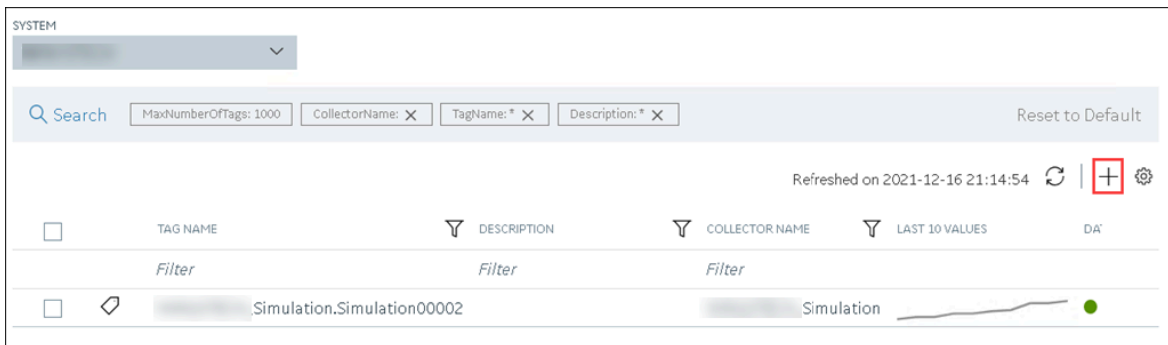 SYSTEM
Search MaxNumberOfTags: 1000 CollectorName: TagName: * Description: * Reset to Default
Refreshed on 2021-12-16 21:14:54
TAG NAME DESCRIPTION COLLECTOR NAME LAST 10 VALUES DA
Filter Filter Filter
Simulation.Simulation00002 Simulation